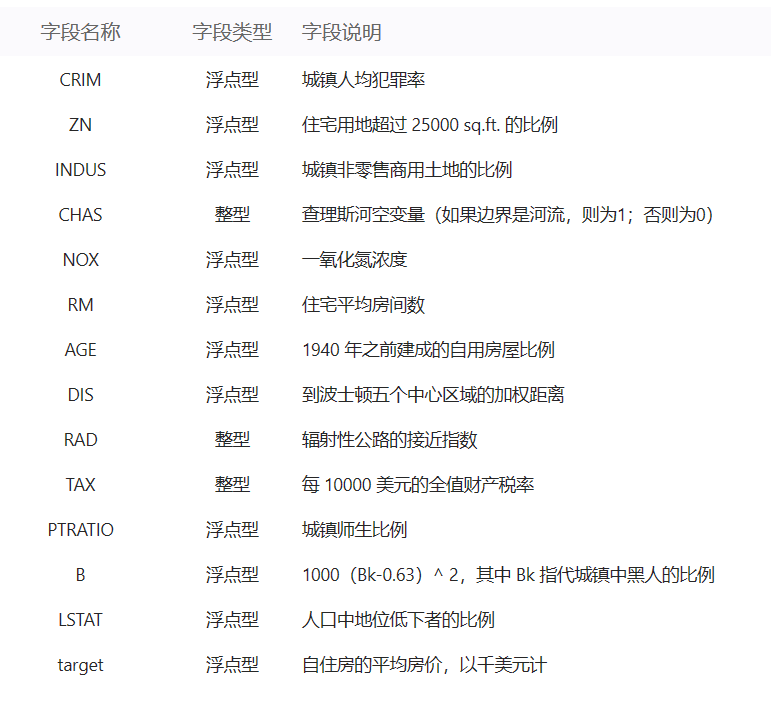 字段名称 字段类型 字段说明
CRIM 浮点型 城镇人均犯罪率
ZN 浮点型 住宅用地超过 25000 sq.ft. 的比例
INDUS 浮点型 城镇非零售商用土地的比例
CHAS 整型 查理斯河空变量（如果边界是河流，则为1；否则为0）
NOX 浮点型 一氧化氮浓度
RM 浮点型 住宅平均房间数
AGE 浮点型 1940 年之前建成的自用房屋比例
DIS 浮点型 到波士顿五个中心区域的加权距离
RAD 整型 辐射性公路的接近指数
TAX 整型 每 10000 美元的全值财产税率
PTRATIO 浮点型 城镇师生比例
B 浮点型 1000（Bk-0.63）^ 2，其中 Bk 指代城镇中黑人的比例
LSTAT 浮点型 人口中地位低下者的比例
target 浮点型 自住房的平均房价，以千美元计